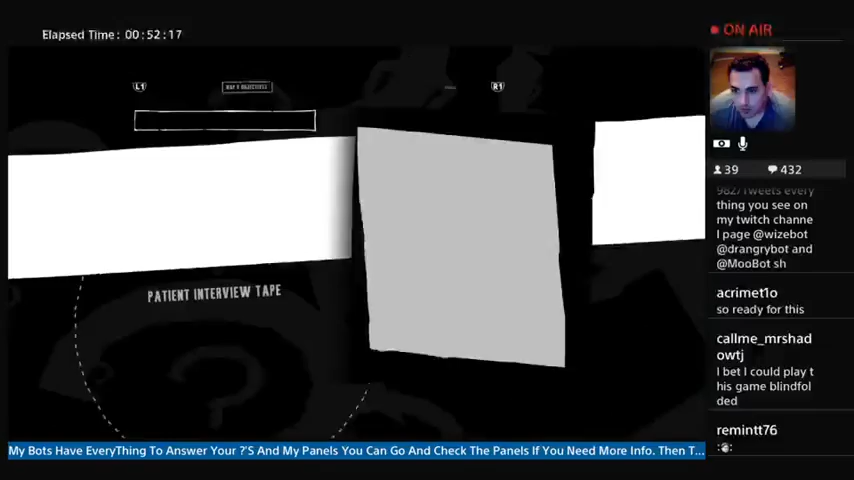 Elapsed Time: 00:52:17
ON AIR
L1
MAP & OBJECTIVES
R1
39
432
9827Tweets every
thing you see on
my twitch channe
l page @wizebot
@drangrybot and
@MooBot sh
acrimet1o
so ready for this
callme_mrshad
owtj
I bet I could play t
his game blindfol
ded
remintt76
PATIENT INTERVIEW TAPE
My Bots Have EveryThing To Answer Your ?'S And My Panels You Can Go And Check The Panels If You Need More Info. Then T...